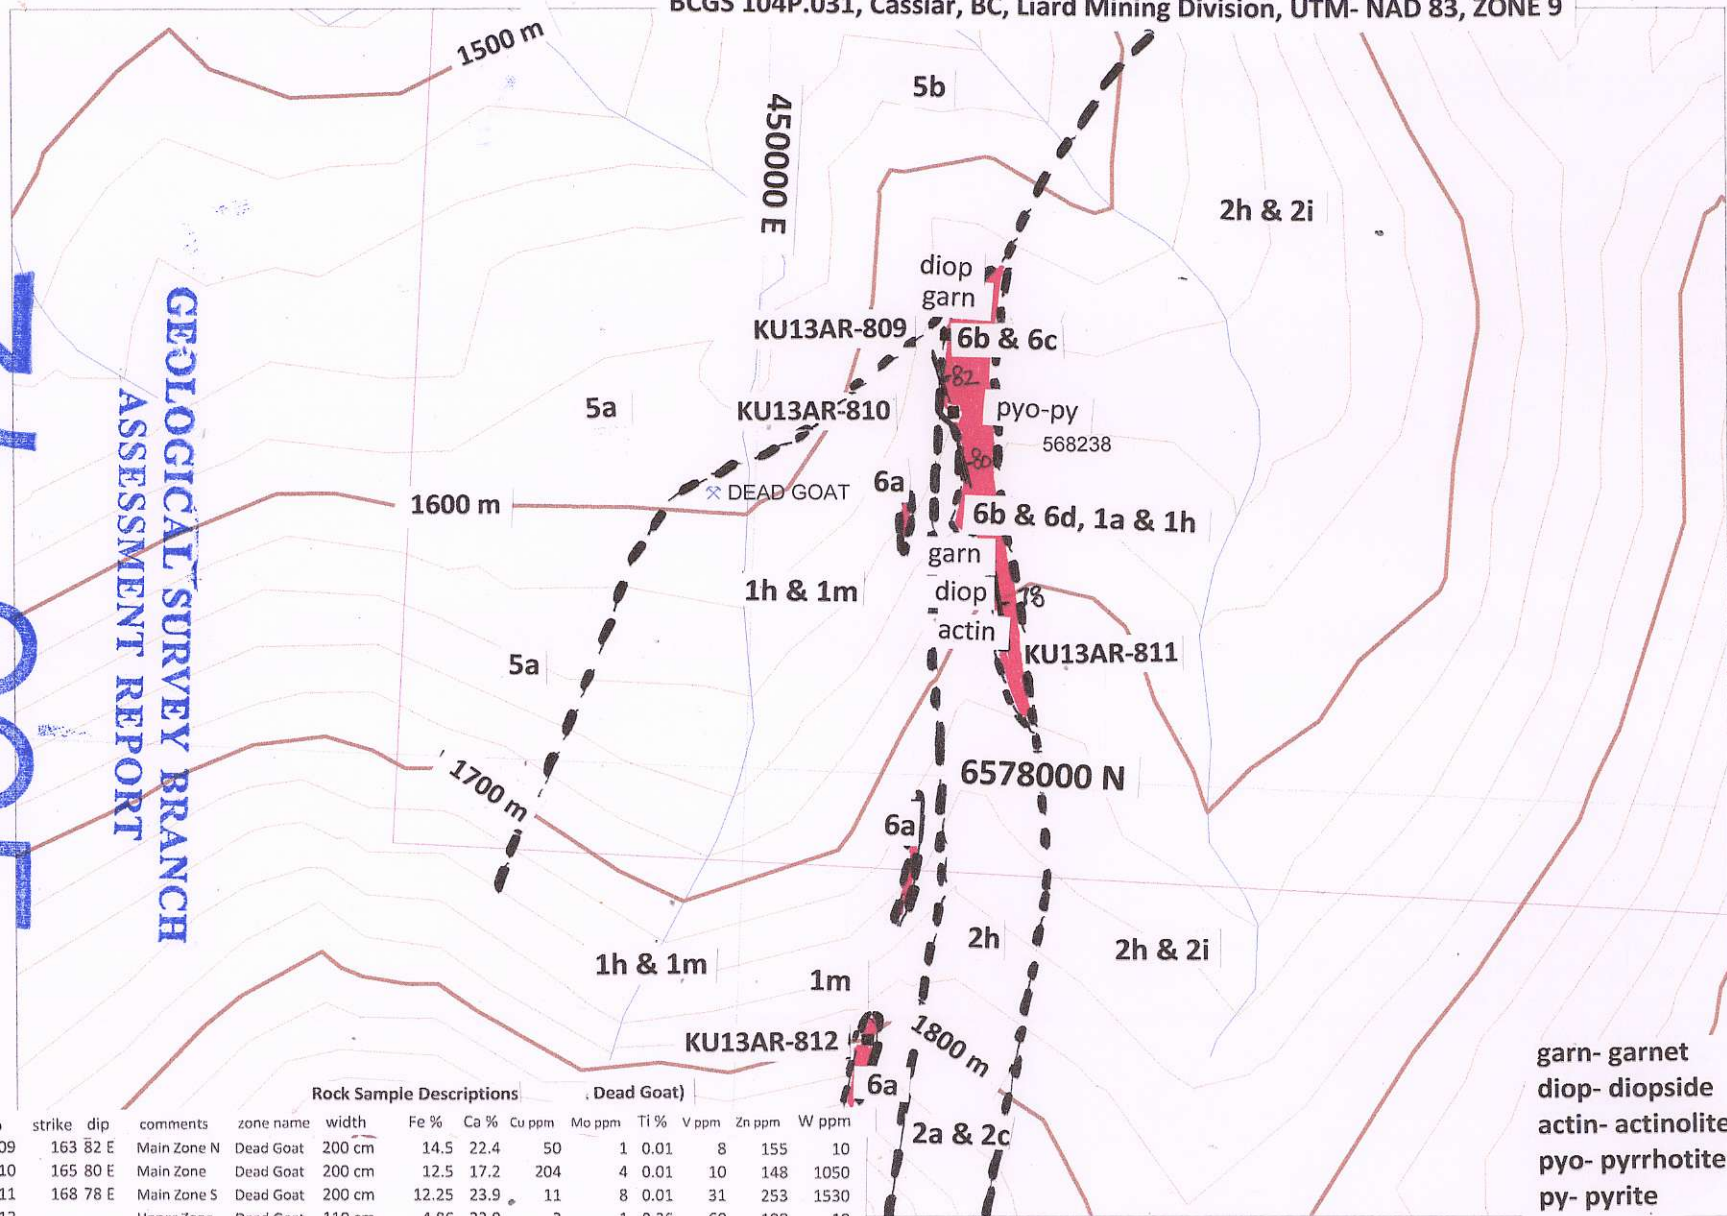 BCGS 104P.031, Cassiar, BC, Liard Mining Division, UTM- NAD 83, ZONE 9
1500 m
5b
450000 E
2h & 2i
diop
garn
KU13AR-809
6b & 6c
82
5a
KU13AR-810
pyo-py
568238
80
6a
DEAD GOAT
1600 m
6b & 6d, 1a & 1h
garn
1h & 1m
diop
78
actin
KU13AR-811
5a
GEOLOGICAL SURVEY BRANCH
ASSESSMENT REPORT
6578000 N
1700 m
6a
2h
2h & 2i
1h & 1m
1m
KU13AR-812
1800 m
6a
2a & 2c
garn- garnet
diop- diopside
actin- actinolite
pyo- pyrrhotite
py- pyrite
Rock Sample Descriptions Dead Goat)
strike dip comments zone name width Fe % Ca % Cu ppm Mo ppm Ti % V ppm Zn ppm W ppm
09 163 82 E Main Zone N Dead Goat 200 cm 14.5 22.4 50 1 0.01 8 155 10
10 165 80 E Main Zone Dead Goat 200 cm 12.5 17.2 204 4 0.01 10 148 1050
11 168 78 E Main Zone S Dead Goat 200 cm 12.25 23.9 11 8 0.01 31 253 1530